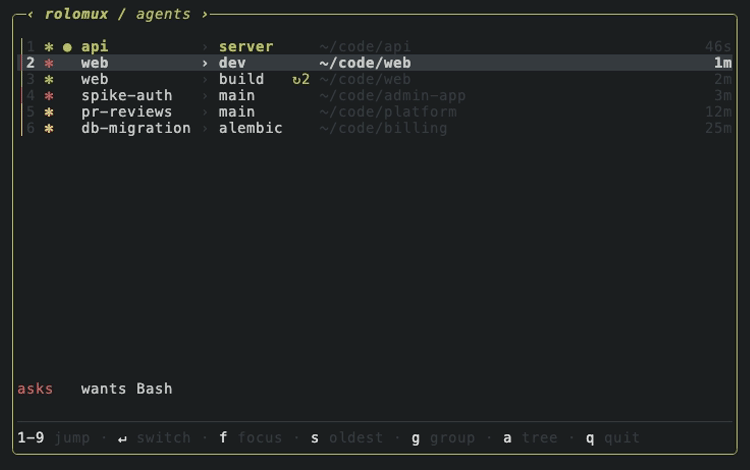 ‹ rolomux / agents ›
1 * ● api › server ~/code/api 46s
2 * web › dev ~/code/web 1m
3 * web › build ↻2 ~/code/web 2m
4 * spike-auth › main ~/code/admin-app 3m
5 * pr-reviews › main ~/code/platform 12m
6 * db-migration › alembic ~/code/billing 25m
asks wants Bash
1-9 jump · ↵ switch · f focus · s oldest · g group · a tree · q quit